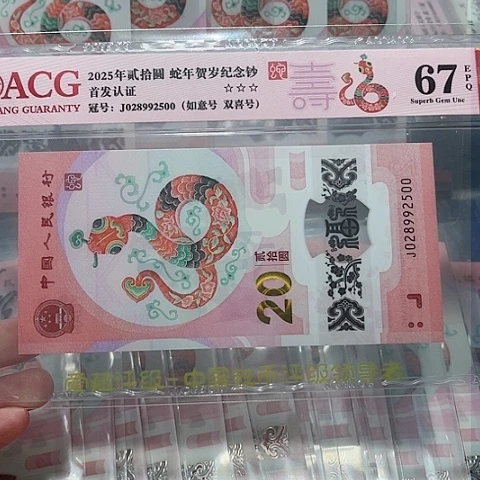 ACG
ANG GUARANTY
2025年贰拾圆 蛇年贺岁纪念钞
首发认证 ☆☆☆
冠号：J028992500（如意号 双喜号）
寿
67
EPQ
Superb Gem Unc
中国人民银行
贰拾圆
20
J028992500